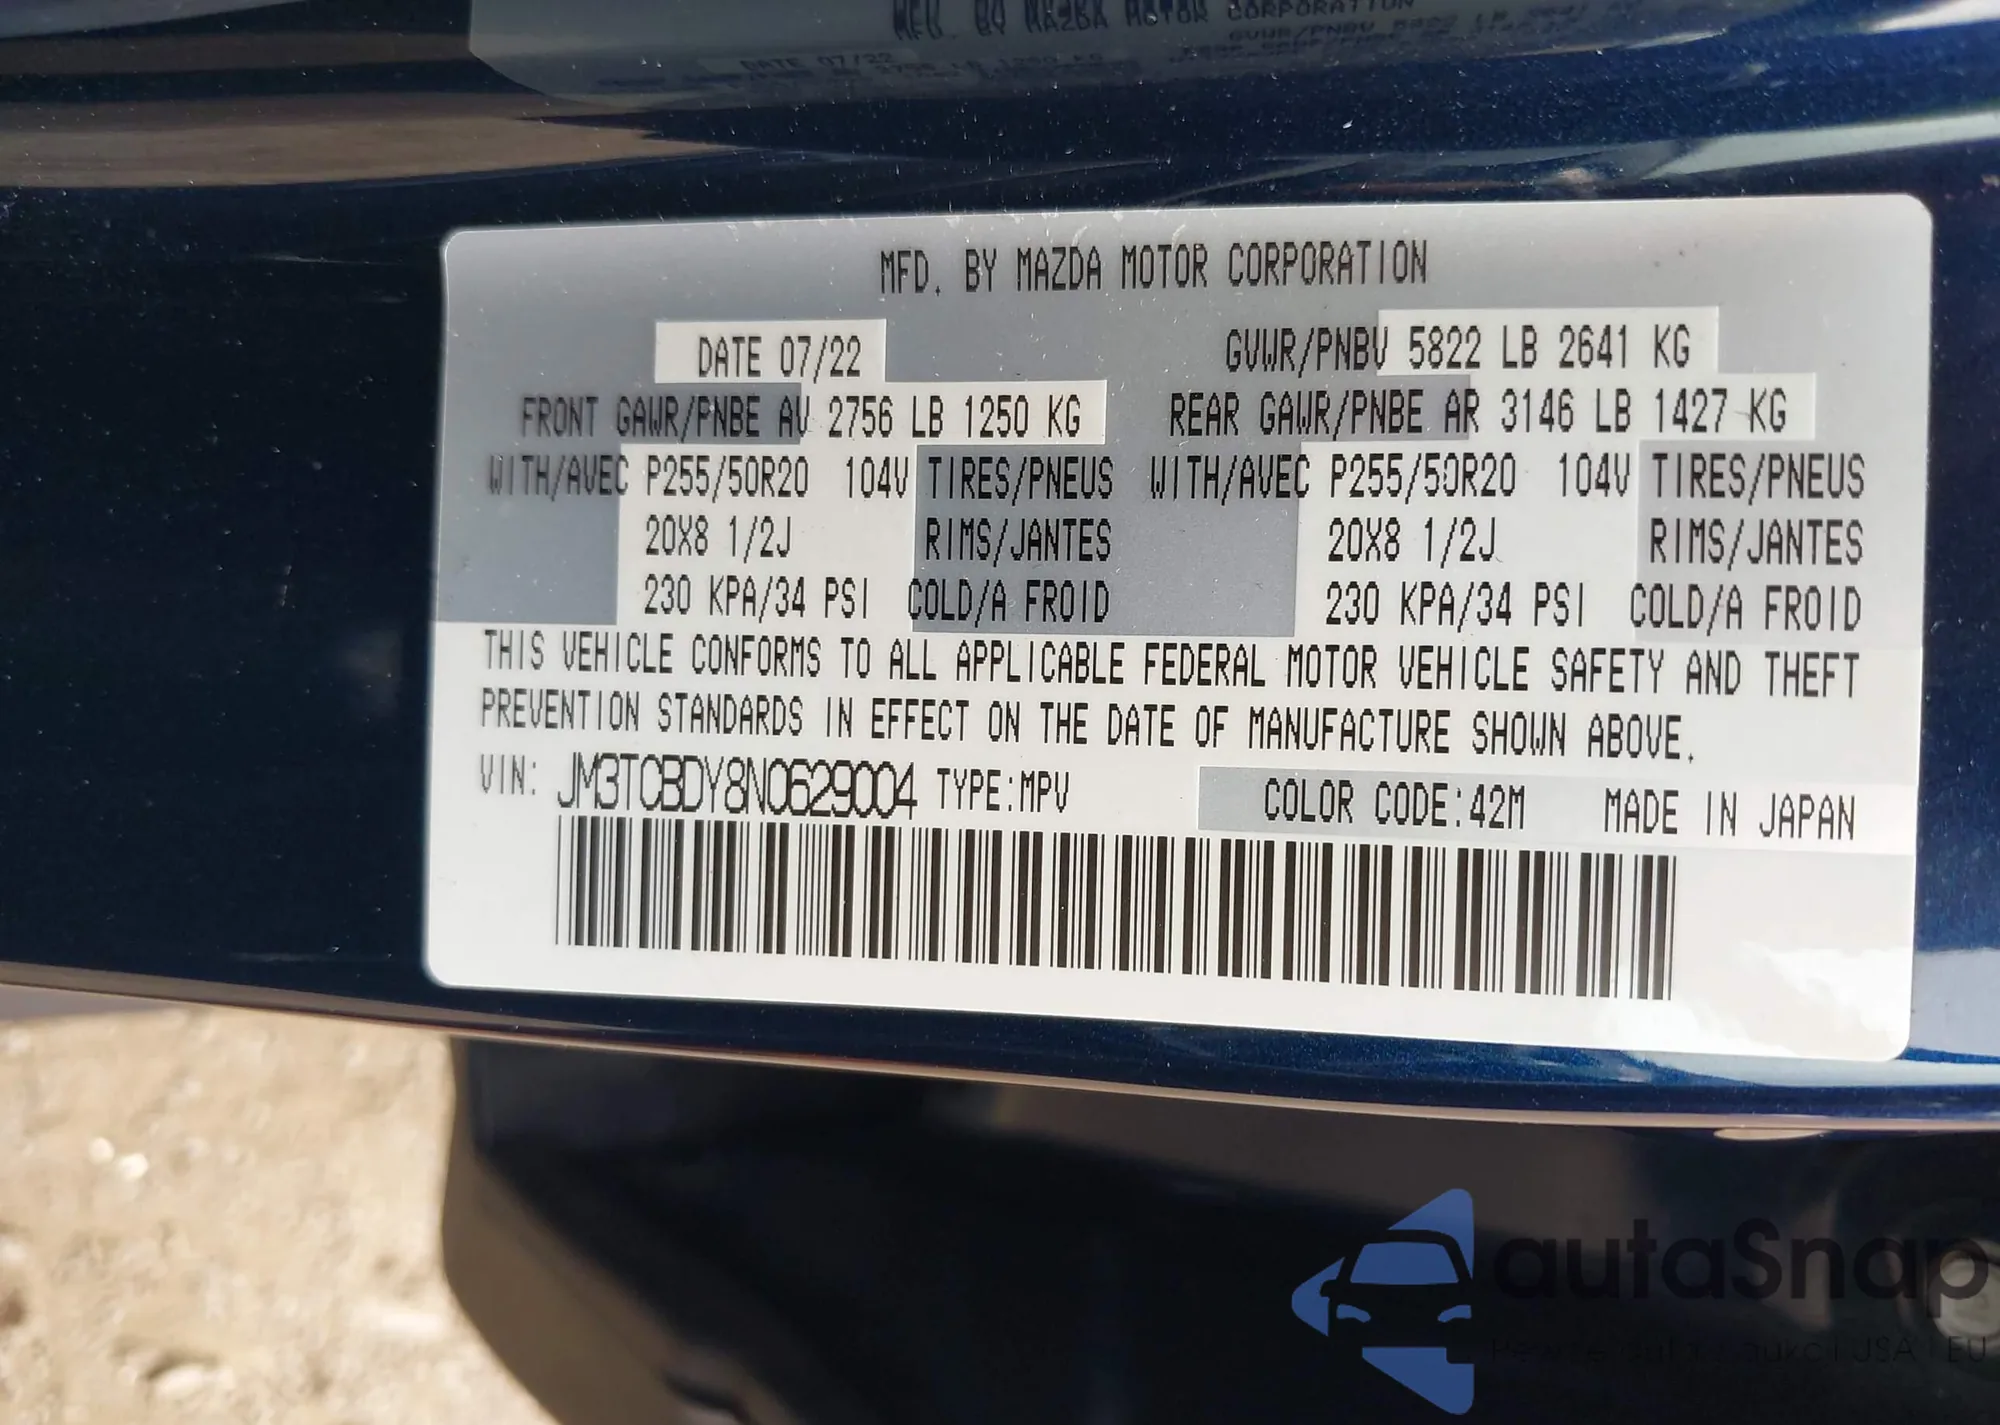 MFD. BY MAZDA MOTOR CORPORATION
DATE 07/22
GVWR/PNBV 5822 LB 2641 KG
FRONT GAWR/PNBE AV 2756 LB 1250 KG
REAR GAWR/PNBE AR 3146 LB 1427 KG
WITH/AVEC P255/50R20 104V TIRES/PNEUS
WITH/AVEC P255/50R20 104V TIRES/PNEUS
20X8 1/2J RIMS/JANTES
20X8 1/2J RIMS/JANTES
230 KPA/34 PSI COLD/A FROID
230 KPA/34 PSI COLD/A FROID
THIS VEHICLE CONFORMS TO ALL APPLICABLE FEDERAL MOTOR VEHICLE SAFETY AND THEFT
PREVENTION STANDARDS IN EFFECT ON THE DATE OF MANUFACTURE SHOWN ABOVE.
VIN: JM3TCBDY8N0629004 TYPE:MPV COLOR CODE:42M MADE IN JAPAN
autaSnap
USA EU